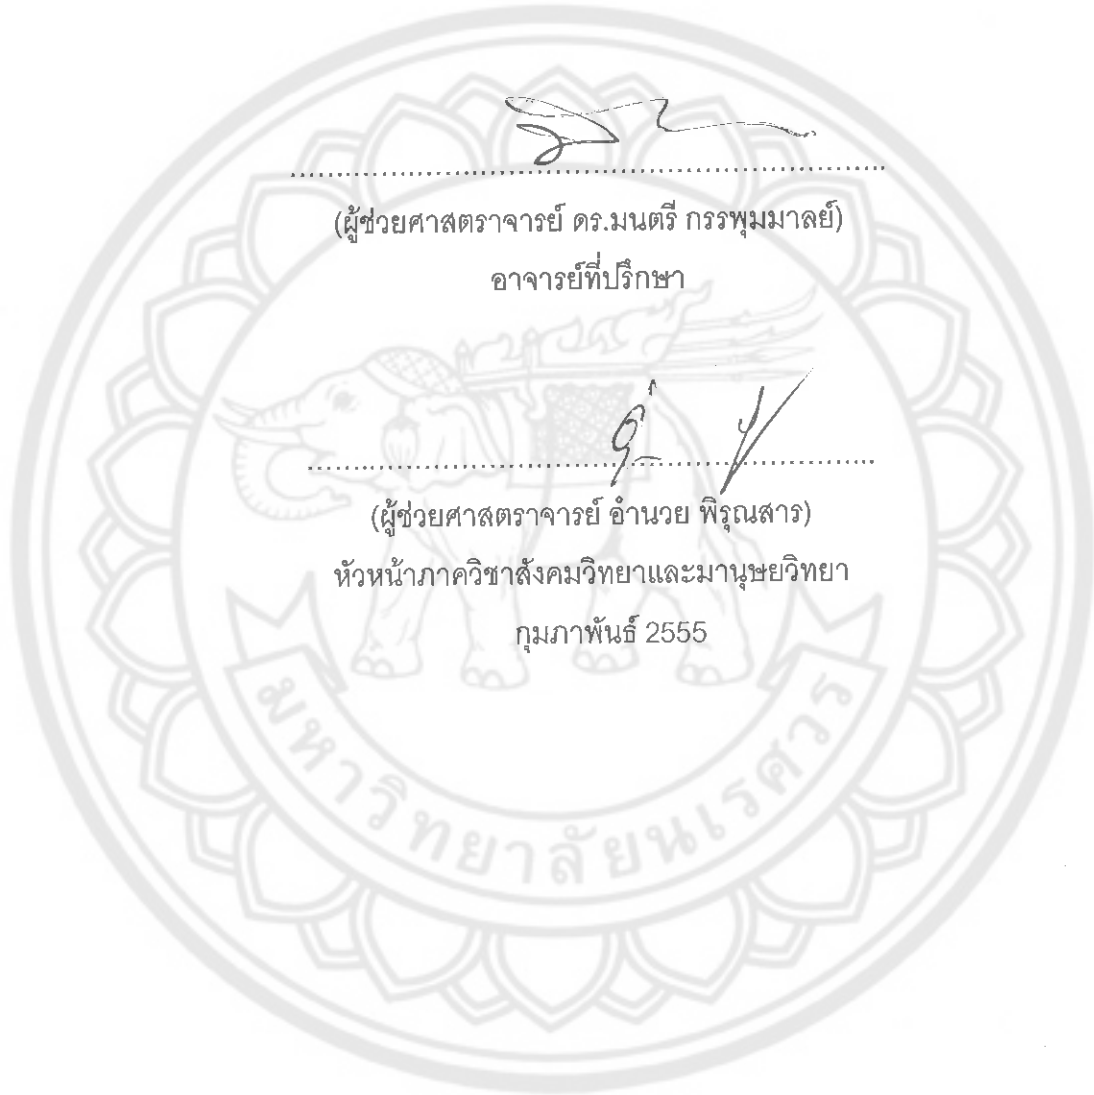 (ผู้ช่วยศาสตราจารย์ ดร.มนตรี กรรพุมมาลย์)
อาจารย์ที่ปรึกษา
(ผู้ช่วยศาสตราจารย์ อำนวย พิรุณสาร)
หัวหน้าภาควิชาสังคมวิทยาและมานุษยวิทยา
กุมภาพันธ์ 2555
มหาวิทยาลัยนเรศวร